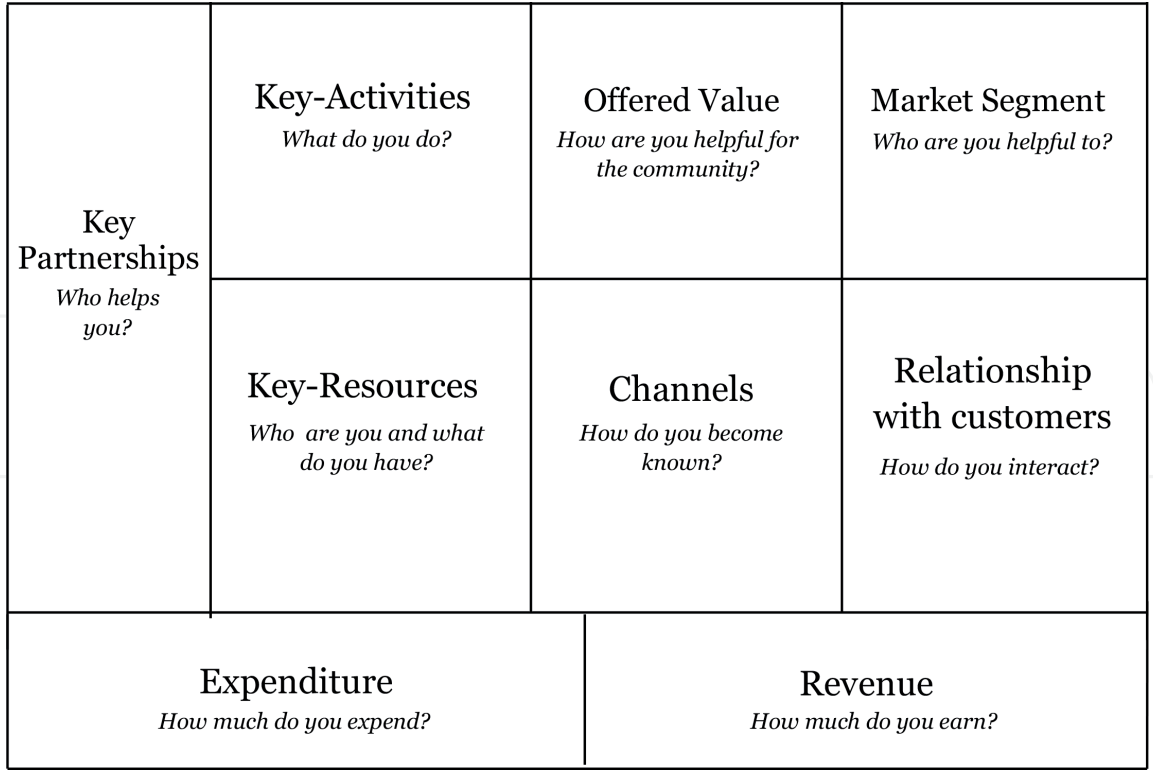 Key
Partnerships
Who helps
you?
Key-Activities
What do you do?
Offered Value
How are you helpful for
the community?
Market Segment
Who are you helpful to?
Key-Resources
Who are you and what
do you have?
Channels
How do you become
known?
Relationship
with customers
How do you interact?
Expenditure
How much do you expend?
Revenue
How much do you earn?